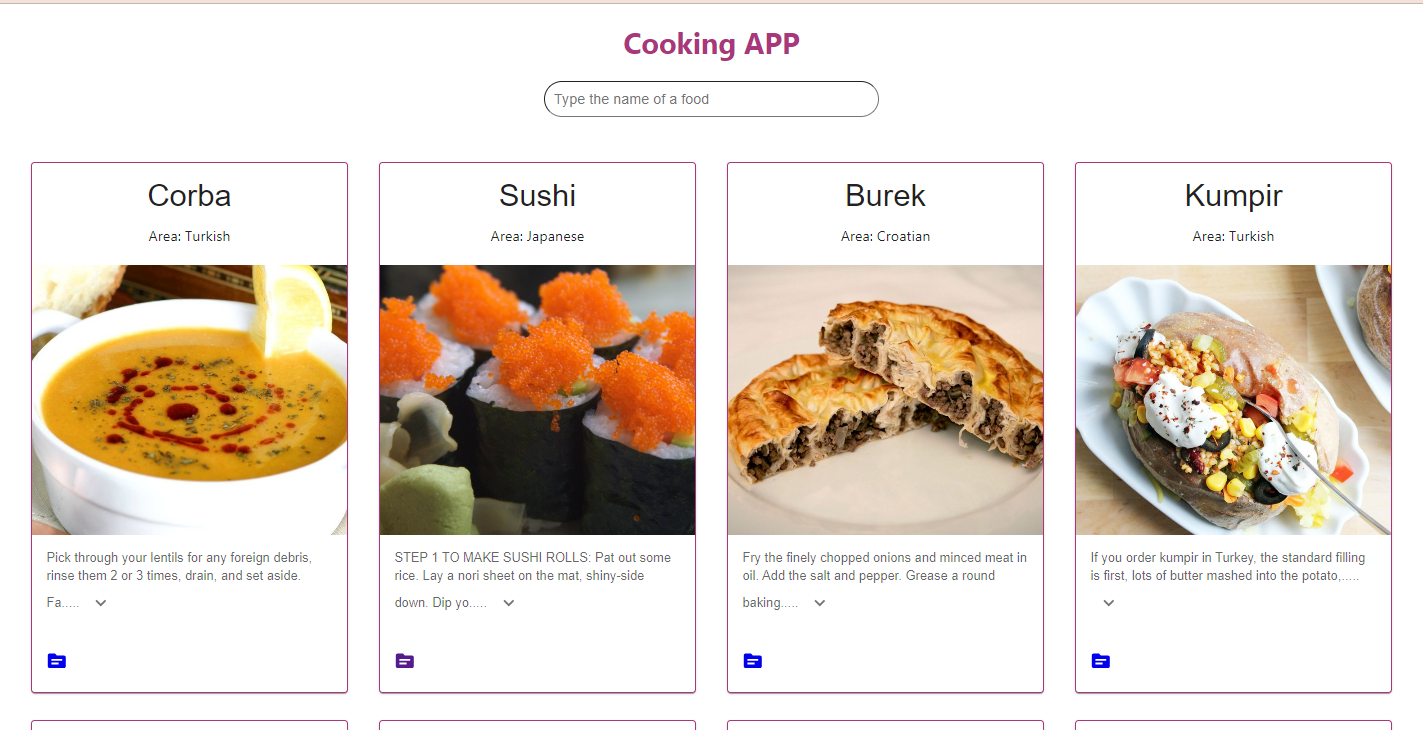 Cooking APP
Type the name of a food
Corba
Area: Turkish
Pick through your lentils for any foreign debris,
rinse them 2 or 3 times, drain, and set aside.
Fa.....
Sushi
Area: Japanese
STEP 1 TO MAKE SUSHI ROLLS: Pat out some
rice. Lay a nori sheet on the mat, shiny-side
down. Dip yo.....
Burek
Area: Croatian
Fry the finely chopped onions and minced meat in
oil. Add the salt and pepper. Grease a round
baking.....
Kumpir
Area: Turkish
If you order kumpir in Turkey, the standard filling
is first, lots of butter mashed into the potato,.....